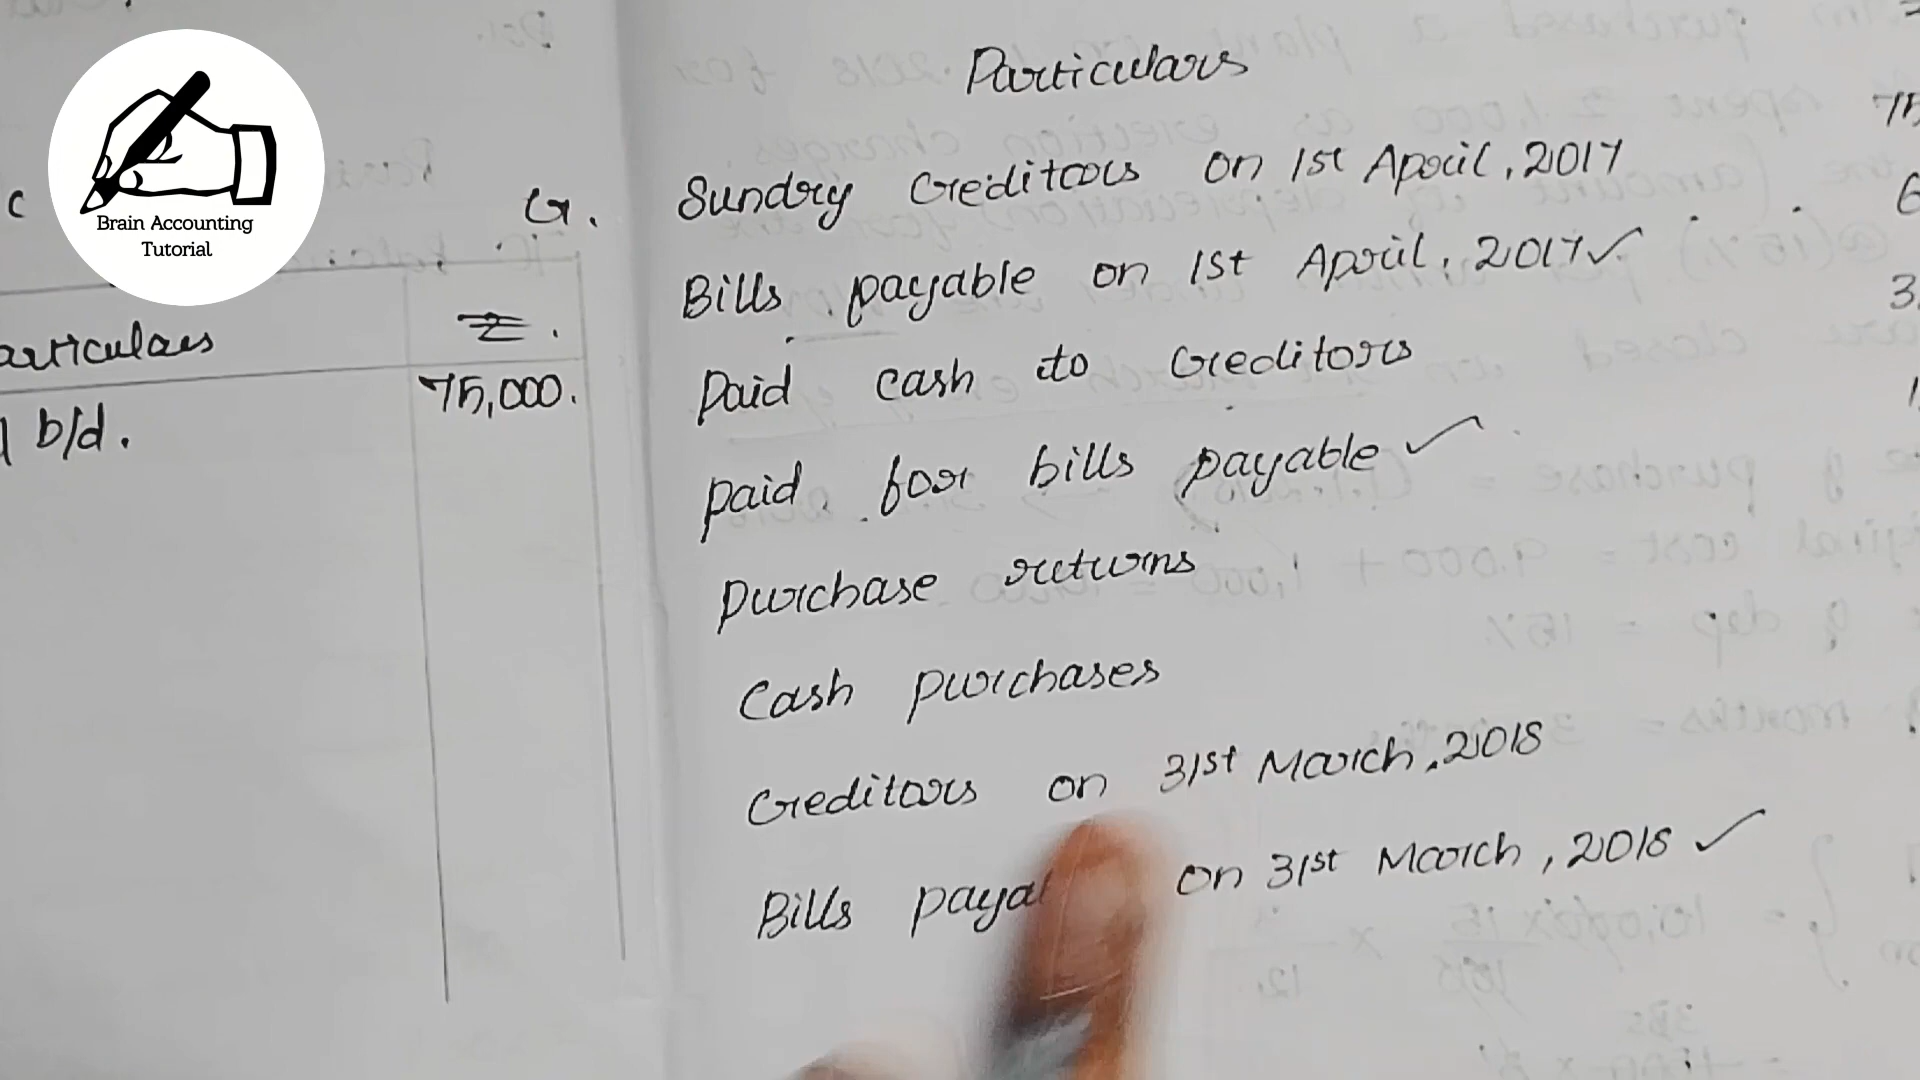 Brain Accounting
Tutorial
Particulars
Cr.
Sundry Creditors on 1st April, 2017
Bills payable on 1st April, 2017 ✓
Paid cash to Creditors
paid for bills payable ✓
purchase returns
Cash purchases
Creditors on 31st March, 2018
Bills paya on 31st March, 2018 ✓
articulars ₹.
b/d. 75,000.